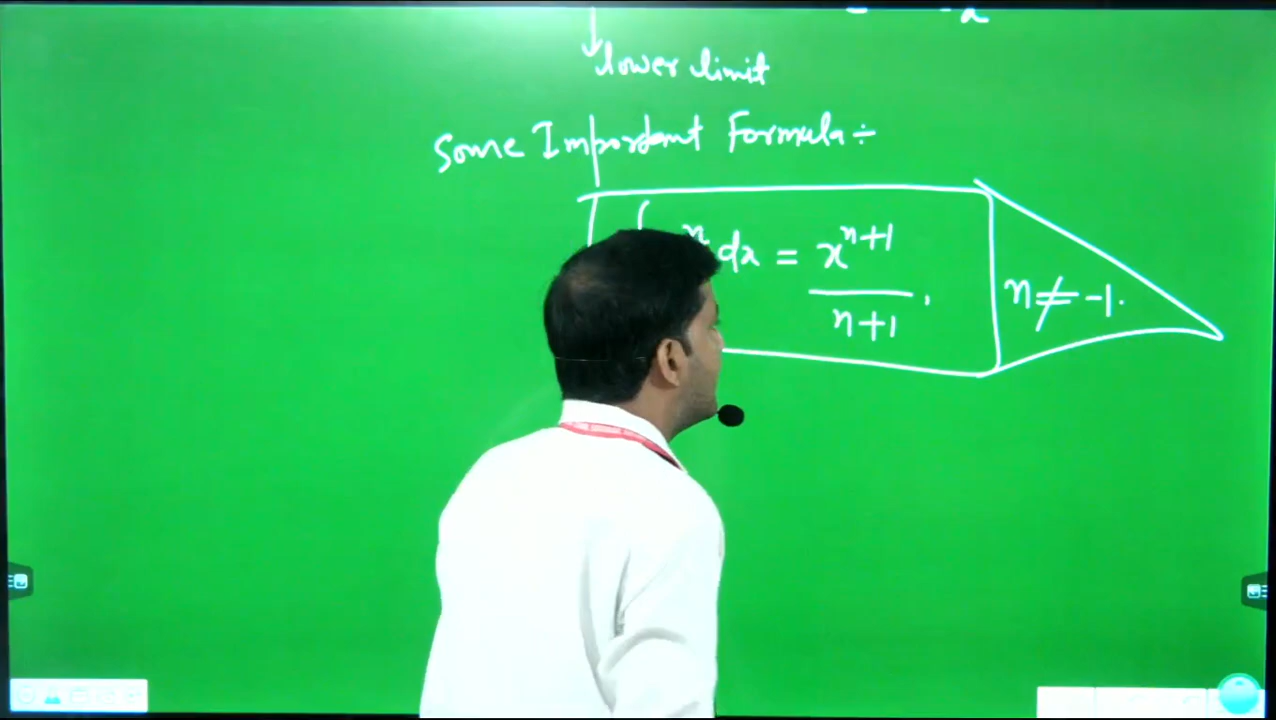 lower limit
Some Important Formula ÷
n dx = x^{n+1} / n+1 . n ≠ -1.